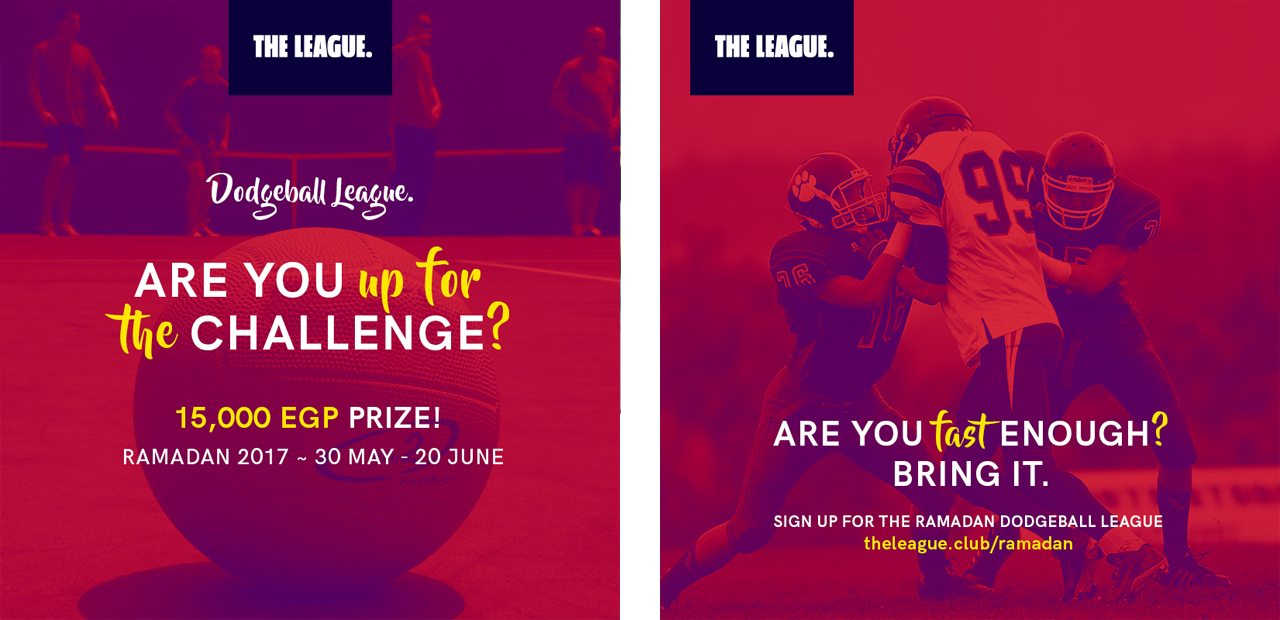 THE LEAGUE.
Dodgeball League.
ARE YOU up for
the CHALLENGE?
15,000 EGP PRIZE!
RAMADAN 2017 ~ 30 MAY - 20 JUNE
THE LEAGUE.
99
75
ARE YOU fast ENOUGH?
BRING IT.
SIGN UP FOR THE RAMADAN DODGEBALL LEAGUE
theleague.club/ramadan